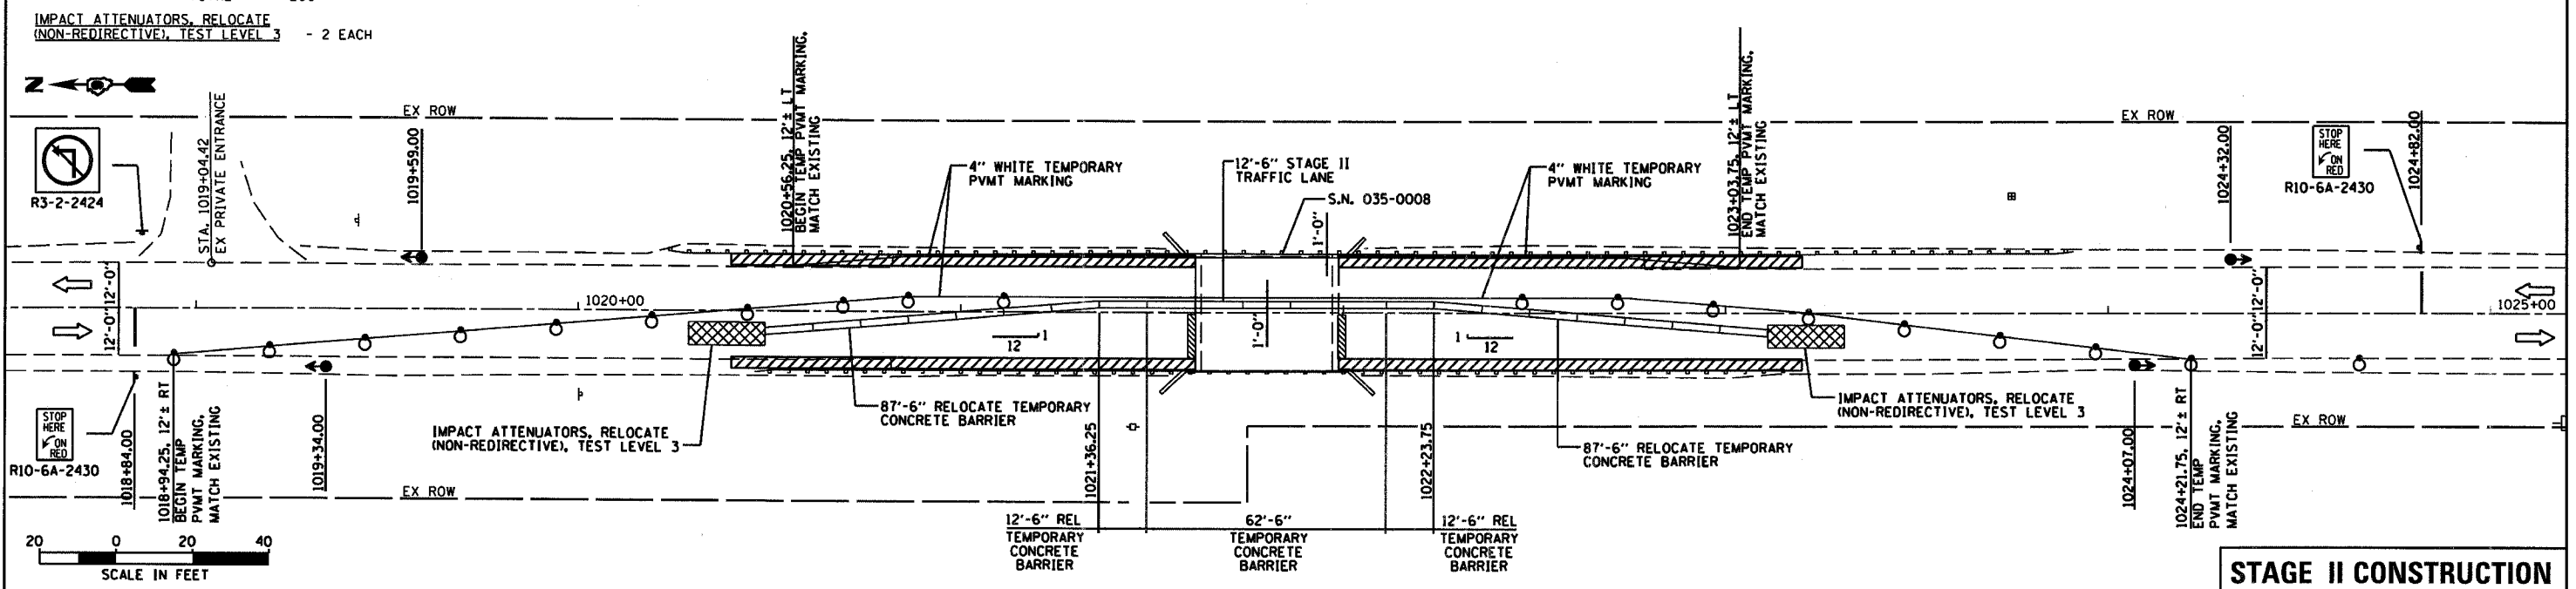 IMPACT ATTENUATORS, RELOCATE
(NON-REDIRECTIVE), TEST LEVEL 3 - 2 EACH
N
R3-2-2424
STA. 1019+04.42
EX PRIVATE ENTRANCE
EX ROW
1019+59.00
1020+56.25, 12'± LT
BEGIN TEMP PVMT MARKING,
MATCH EXISTING
4" WHITE TEMPORARY
PVMT MARKING
12'-6" STAGE II
TRAFFIC LANE
S.N. 035-0008
1'-0"
4" WHITE TEMPORARY
PVMT MARKING
1023+03.75, 12'± LT
END TEMP PVMT MARKING,
MATCH EXISTING
EX ROW
1024+32.00
STOP
HERE
ON
RED
R10-6A-2430
1024+82.00
12'-0"
12'-0"
1020+00
1'-0"
1
12
1
12
12'-0"
12'-0"
1025+00
STOP
HERE
ON
RED
R10-6A-2430
1018+84.00
1018+94.25, 12'± RT
BEGIN TEMP
PVMT MARKING,
MATCH EXISTING
1019+34.00
EX ROW
IMPACT ATTENUATORS, RELOCATE
(NON-REDIRECTIVE), TEST LEVEL 3
87'-6" RELOCATE TEMPORARY
CONCRETE BARRIER
1021+36.25
1022+23.75
87'-6" RELOCATE TEMPORARY
CONCRETE BARRIER
IMPACT ATTENUATORS, RELOCATE
(NON-REDIRECTIVE), TEST LEVEL 3
1024+07.00
1024+21.75, 12'± RT
END TEMP
PVMT MARKING,
MATCH EXISTING
EX ROW
12'-6" REL
TEMPORARY
CONCRETE
BARRIER
62'-6"
TEMPORARY
CONCRETE
BARRIER
12'-6" REL
TEMPORARY
CONCRETE
BARRIER
20 0 20 40
SCALE IN FEET
STAGE II CONSTRUCTION